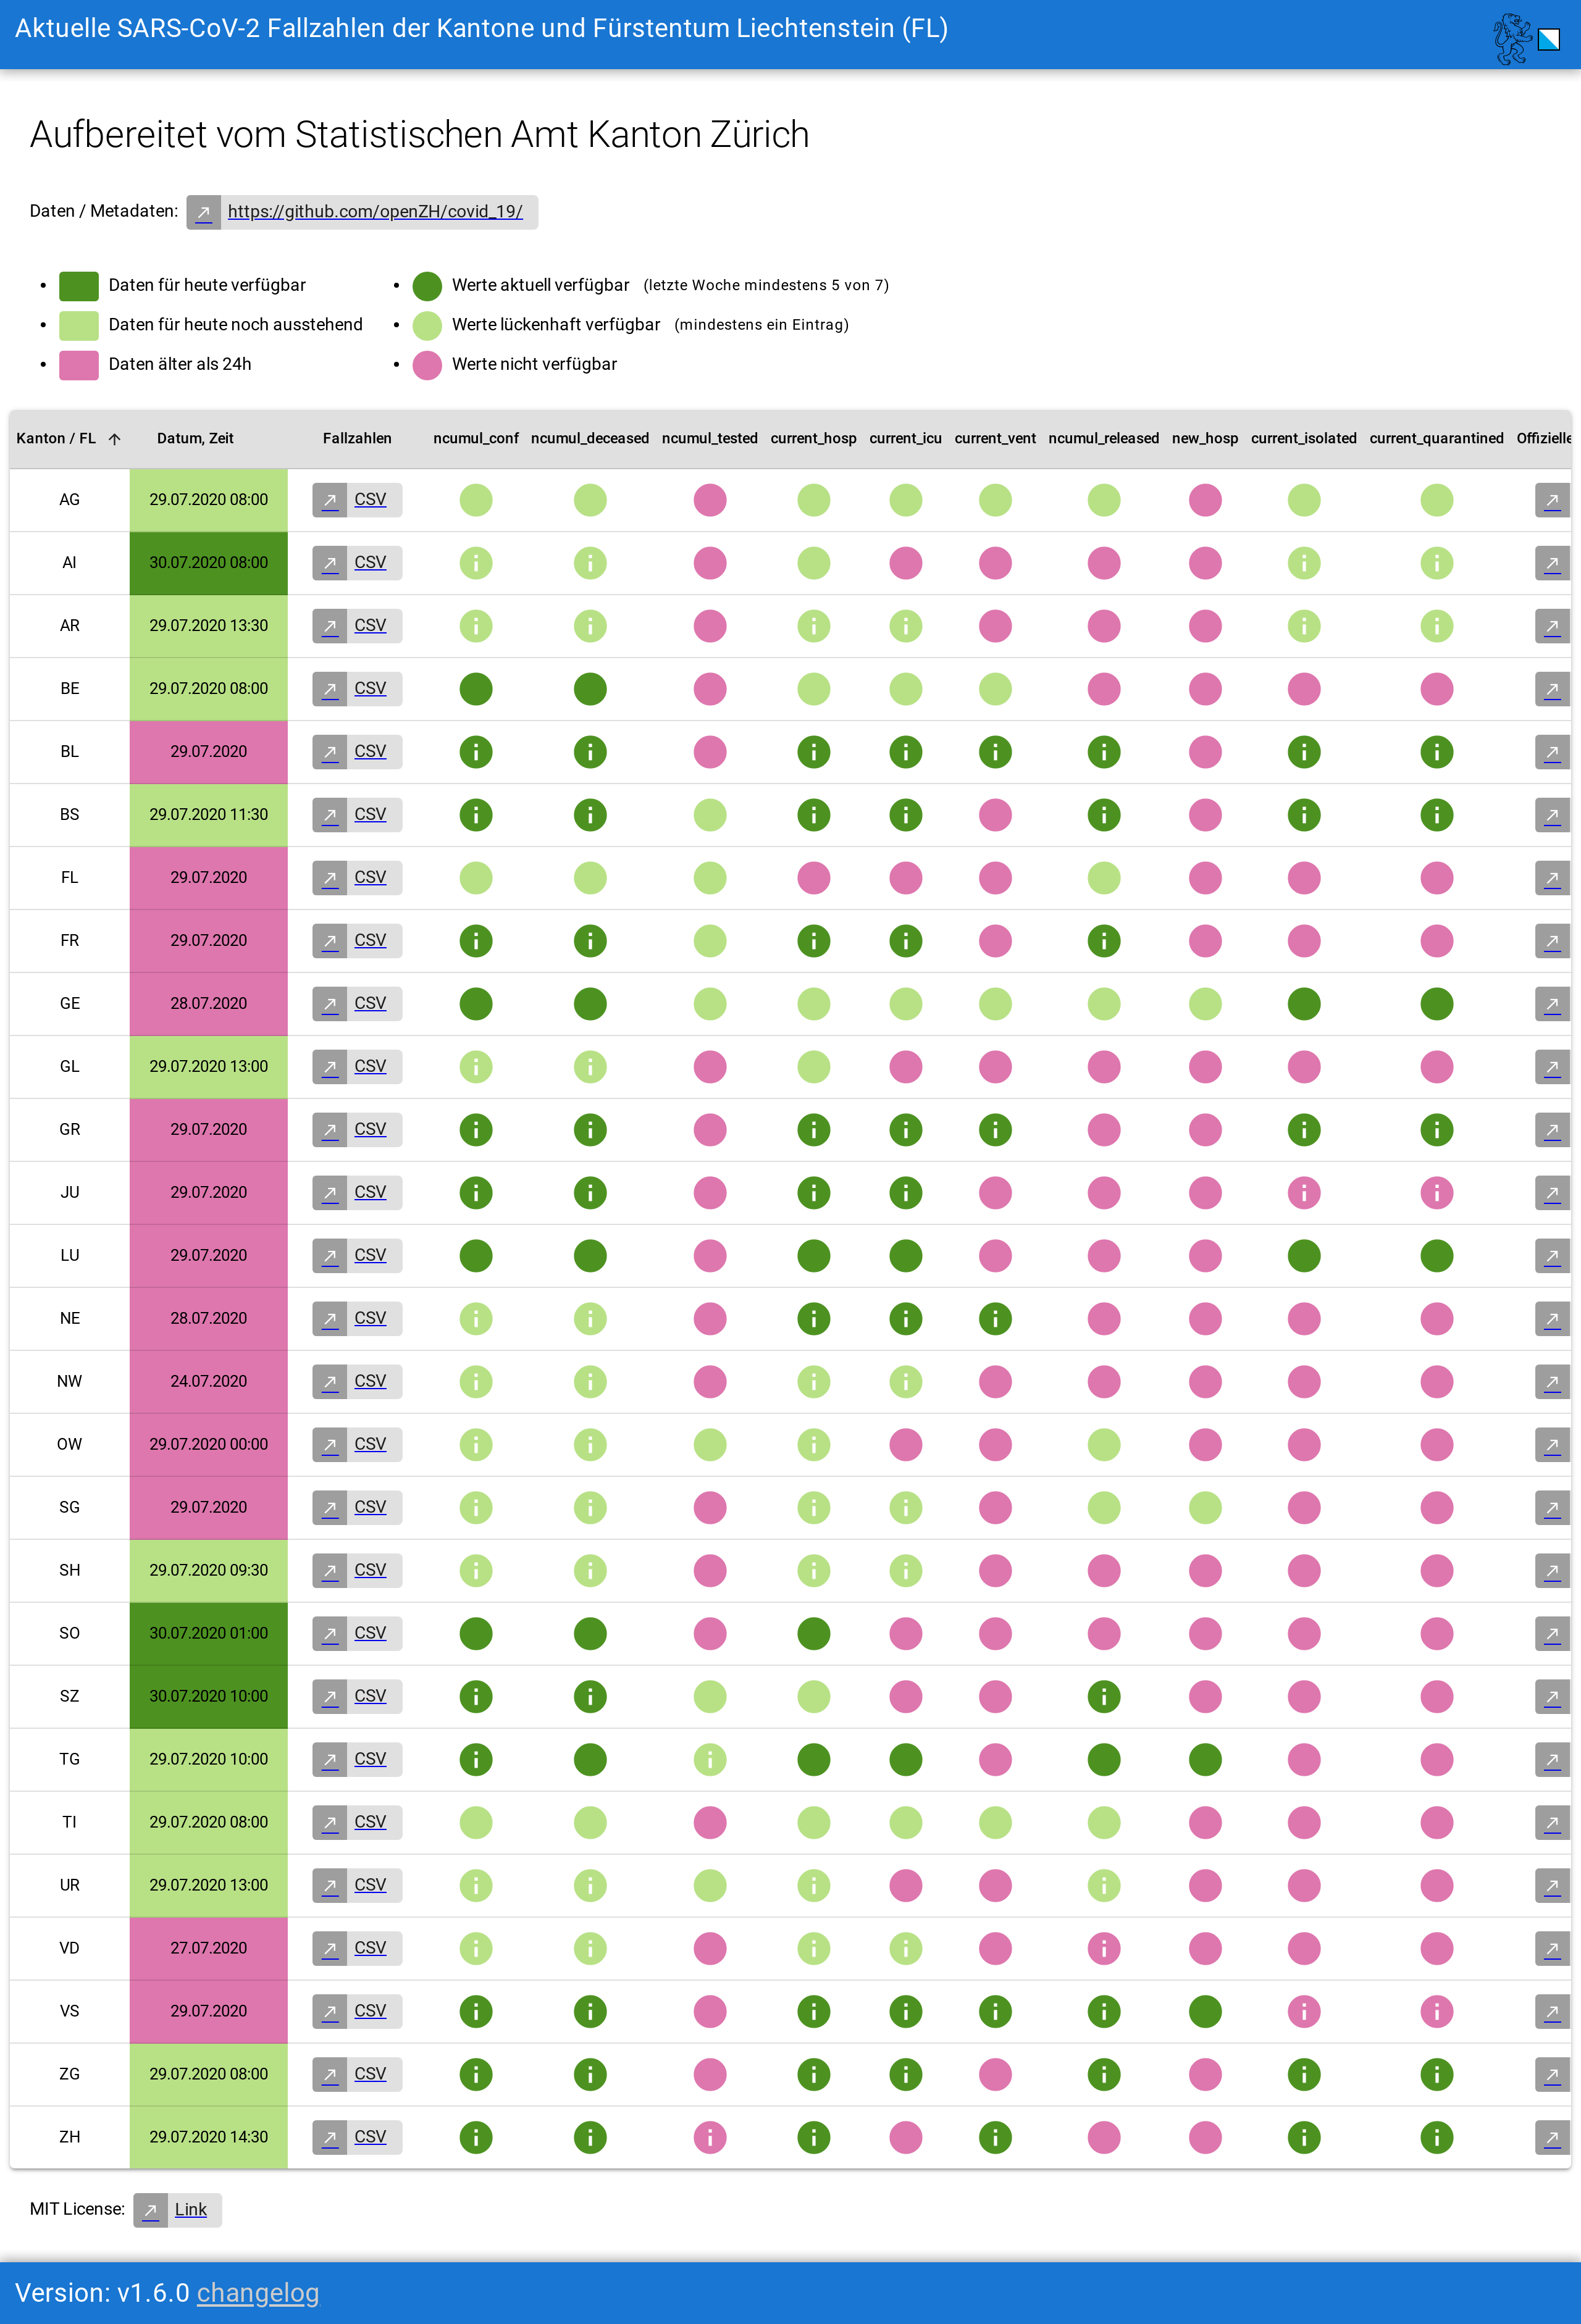 Aktuelle SARS-CoV-2 Fallzahlen der Kantone und Fürstentum Liechtenstein (FL)
Aufbereitet vom Statistischen Amt Kanton Zürich
Daten / Metadaten: https://github.com/openZH/covid_19/
Daten für heute verfügbar
Daten für heute noch ausstehend
Daten älter als 24h
Werte aktuell verfügbar (letzte Woche mindestens 5 von 7)
Werte lückenhaft verfügbar (mindestens ein Eintrag)
Werte nicht verfügbar
Kanton / FL Datum, Zeit Fallzahlen ncumul_conf ncumul_deceased ncumul_tested current_hosp current_icu current_vent ncumul_released new_hosp current_isolated current_quarantined Offizielle
AG 29.07.2020 08:00 CSV
AI 30.07.2020 08:00 CSV
AR 29.07.2020 13:30 CSV
BE 29.07.2020 08:00 CSV
BL 29.07.2020 CSV
BS 29.07.2020 11:30 CSV
FL 29.07.2020 CSV
FR 29.07.2020 CSV
GE 28.07.2020 CSV
GL 29.07.2020 13:00 CSV
GR 29.07.2020 CSV
JU 29.07.2020 CSV
LU 29.07.2020 CSV
NE 28.07.2020 CSV
NW 24.07.2020 CSV
OW 29.07.2020 00:00 CSV
SG 29.07.2020 CSV
SH 29.07.2020 09:30 CSV
SO 30.07.2020 01:00 CSV
SZ 30.07.2020 10:00 CSV
TG 29.07.2020 10:00 CSV
TI 29.07.2020 08:00 CSV
UR 29.07.2020 13:00 CSV
VD 27.07.2020 CSV
VS 29.07.2020 CSV
ZG 29.07.2020 08:00 CSV
ZH 29.07.2020 14:30 CSV
MIT License: Link
Version: v1.6.0 changelog